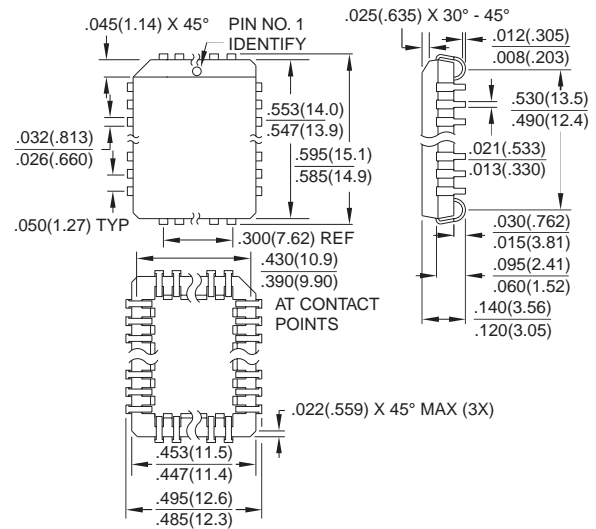 .045(1.14) X 45°
PIN NO. 1
IDENTIFY
.025(.635) X 30° - 45°
.012(.305)
.008(.203)
.553(14.0)
.547(13.9)
.530(13.5)
.490(12.4)
.032(.813)
.026(.660)
.595(15.1)
.585(14.9)
.021(.533)
.013(.330)
.050(1.27) TYP
.300(7.62) REF
.030(.762)
.015(3.81)
.430(10.9)
.390(9.90)
AT CONTACT
POINTS
.095(2.41)
.060(1.52)
.140(3.56)
.120(3.05)
.022(.559) X 45° MAX (3X)
.453(11.5)
.447(11.4)
.495(12.6)
.485(12.3)